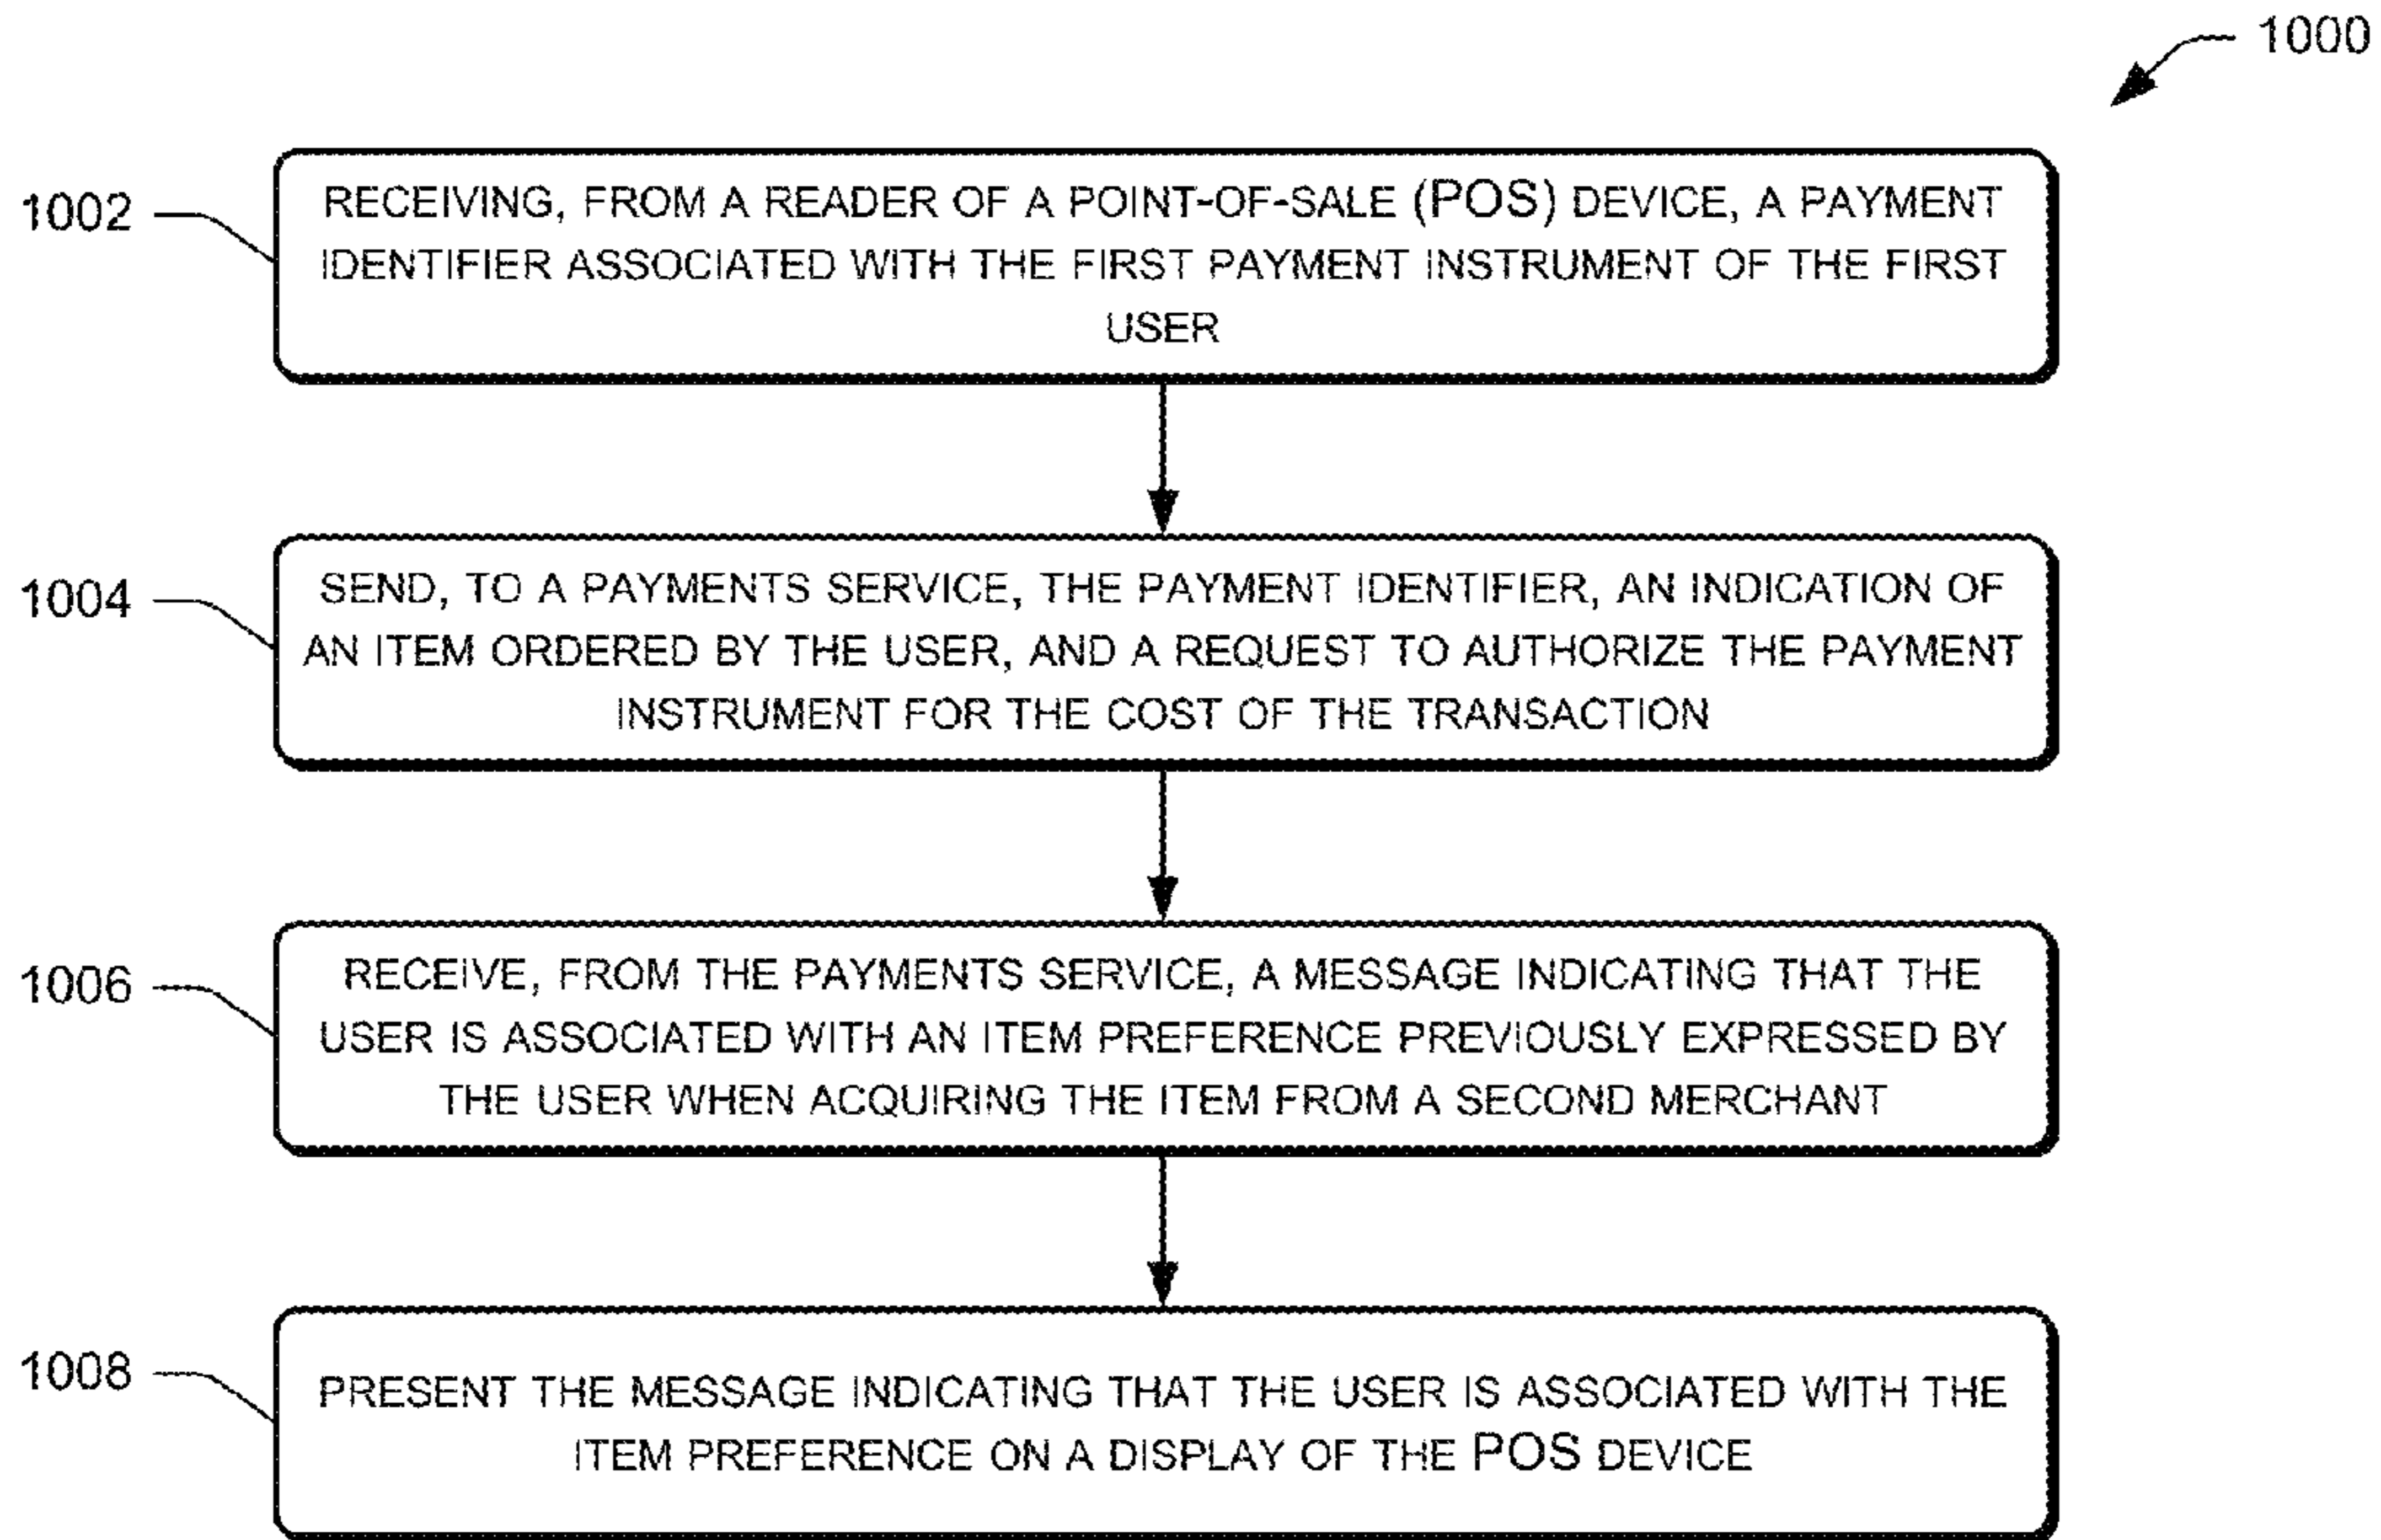 1000
1002
RECEIVING, FROM A READER OF A POINT-OF-SALE (POS) DEVICE, A PAYMENT
IDENTIFIER ASSOCIATED WITH THE FIRST PAYMENT INSTRUMENT OF THE FIRST
USER
1004
SEND, TO A PAYMENTS SERVICE, THE PAYMENT IDENTIFIER, AN INDICATION OF
AN ITEM ORDERED BY THE USER, AND A REQUEST TO AUTHORIZE THE PAYMENT
INSTRUMENT FOR THE COST OF THE TRANSACTION
1006
RECEIVE, FROM THE PAYMENTS SERVICE, A MESSAGE INDICATING THAT THE
USER IS ASSOCIATED WITH AN ITEM PREFERENCE PREVIOUSLY EXPRESSED BY
THE USER WHEN ACQUIRING THE ITEM FROM A SECOND MERCHANT
1008
PRESENT THE MESSAGE INDICATING THAT THE USER IS ASSOCIATED WITH THE
ITEM PREFERENCE ON A DISPLAY OF THE POS DEVICE